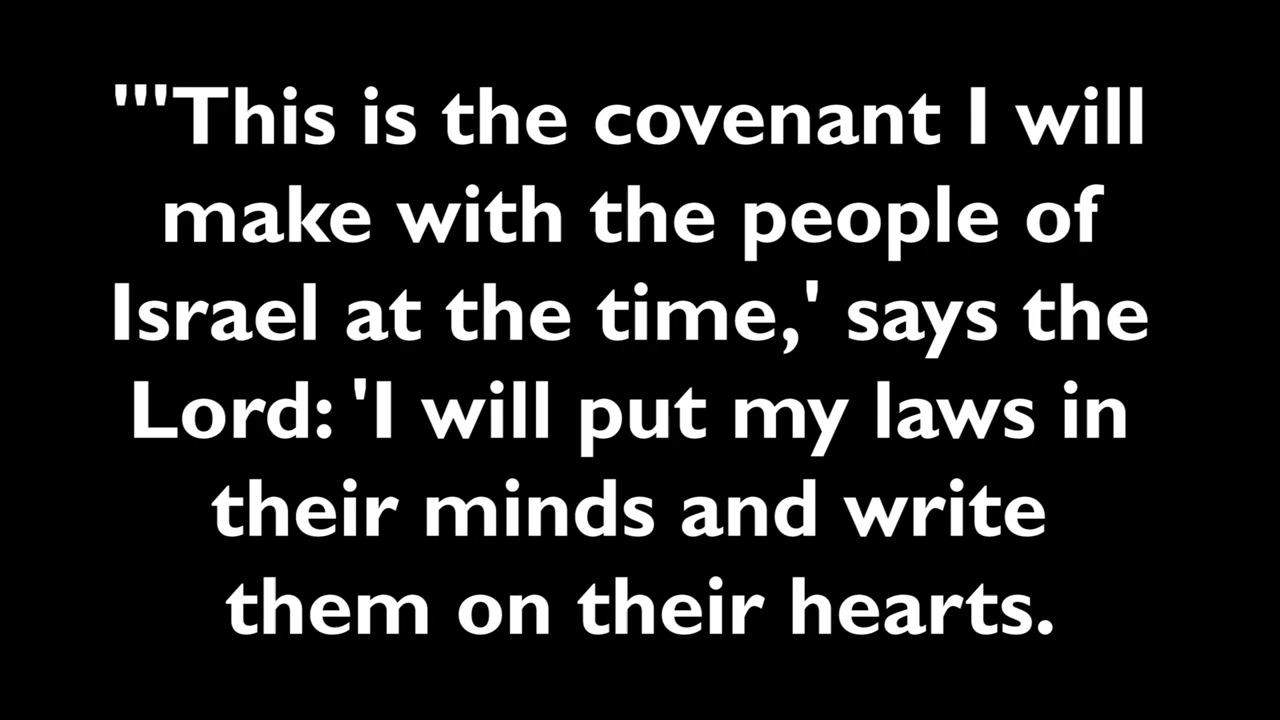 "'"This is the covenant I will
make with the people of
Israel at the time,' says the
Lord: 'I will put my laws in
their minds and write
them on their hearts.